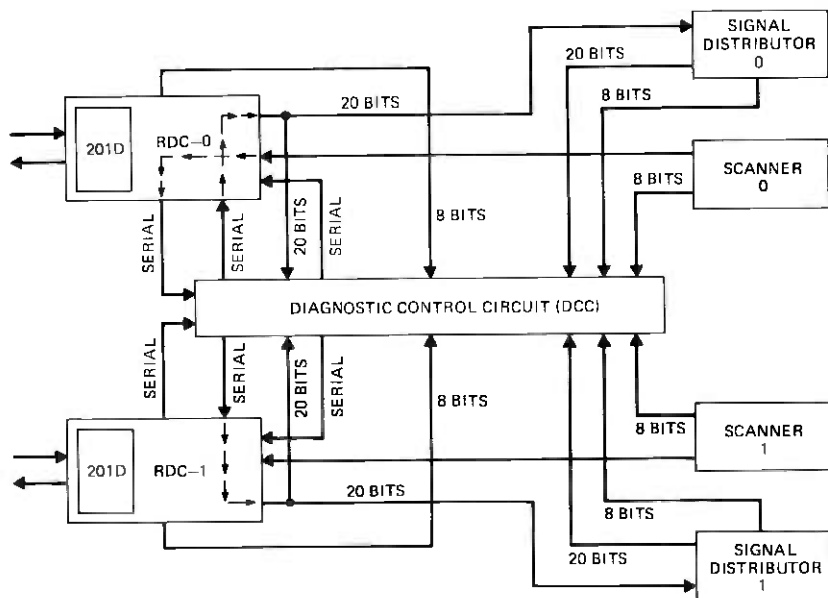 SIGNAL
DISTRIBUTOR
0
20 BITS
20 BITS
8 BITS
201D
RDC–0
SCANNER
0
8 BITS
SERIAL
SERIAL
20 BITS
SERIAL
8 BITS
DIAGNOSTIC CONTROL CIRCUIT (DCC)
SERIAL
SERIAL
20 BITS
SERIAL
8 BITS
SCANNER
1
8 BITS
201D
RDC–1
20 BITS
8 BITS
20 BITS
SIGNAL
DISTRIBUTOR
1